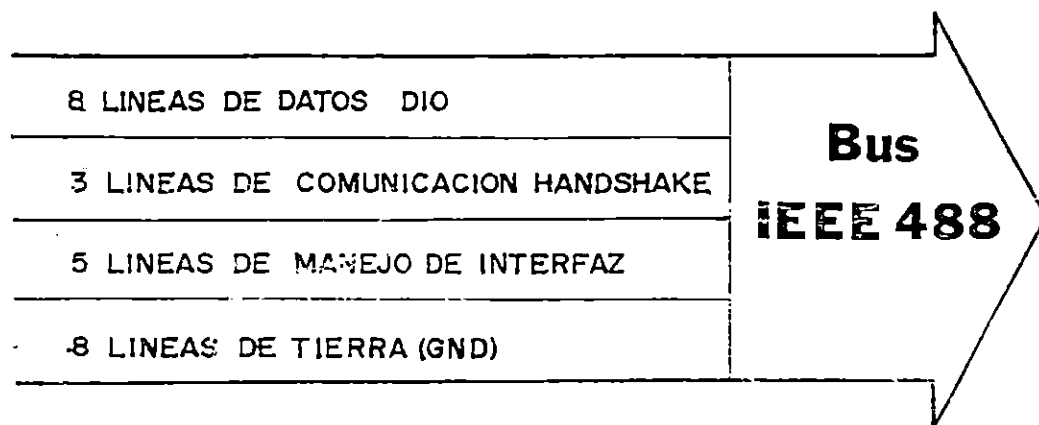 8 LINEAS DE DATOS DIO
3 LINEAS DE COMUNICACION HANDSHAKE
5 LINEAS DE MANEJO DE INTERFAZ
8 LINEAS DE TIERRA (GND)
Bus
IEEE 488